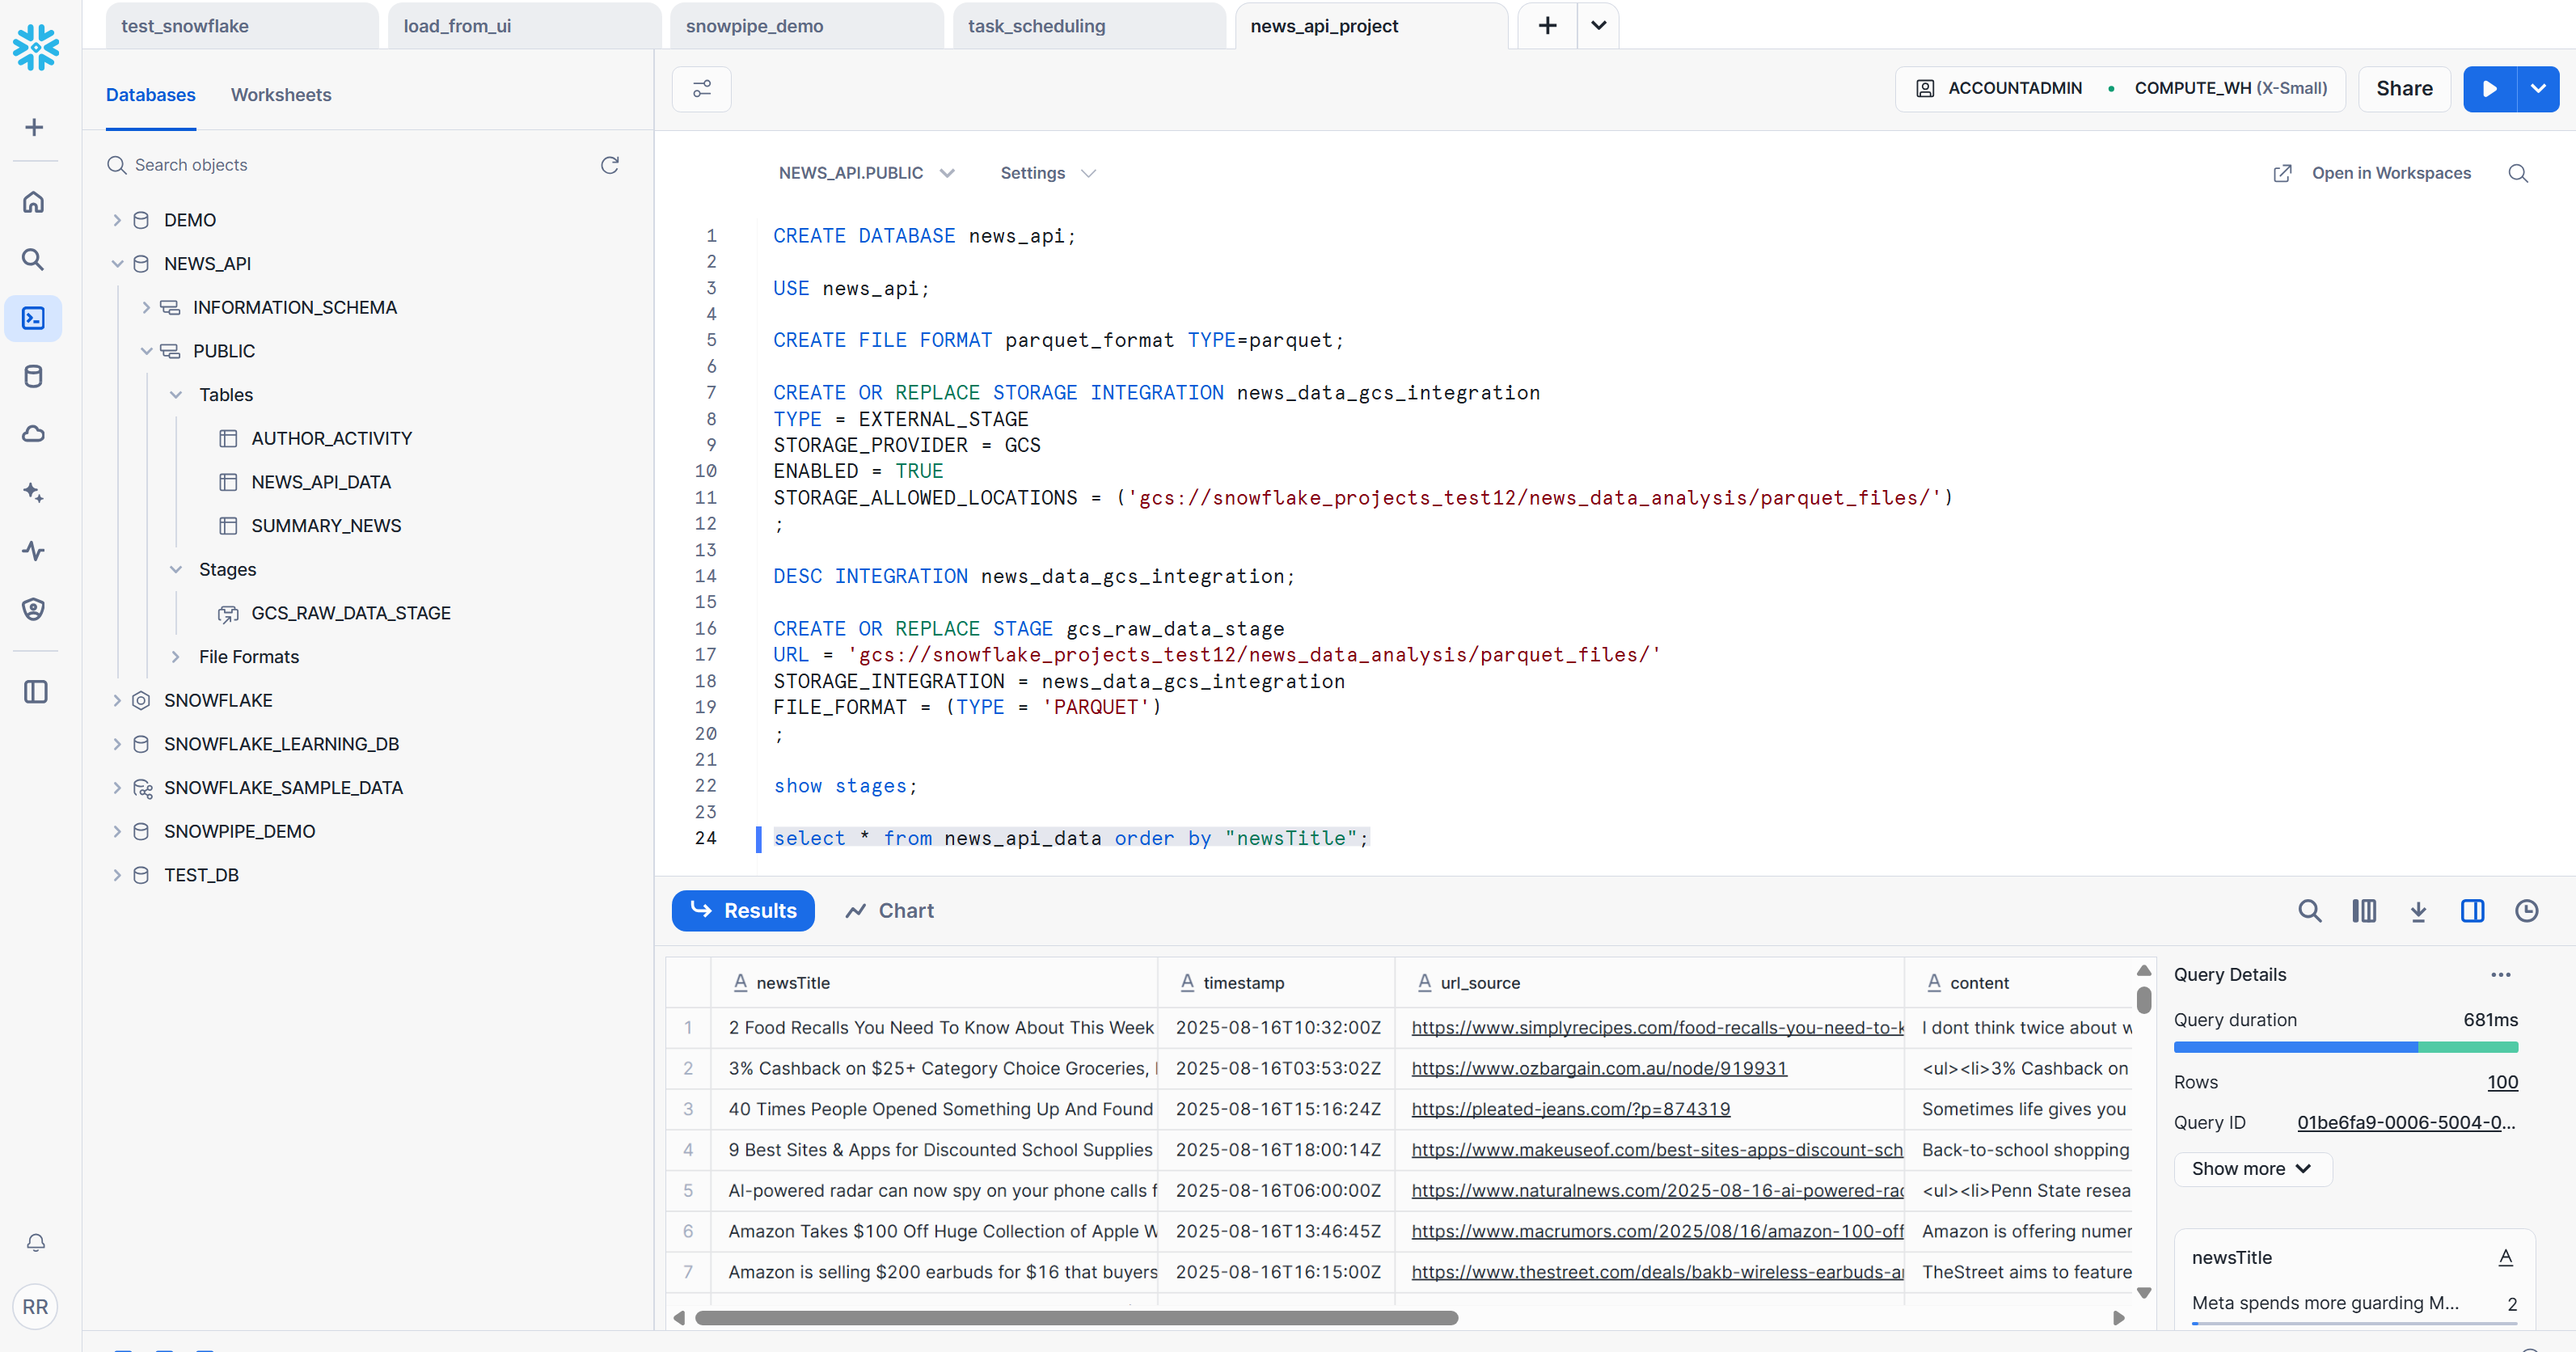 test_snowflake
load_from_ui
snowpipe_demo
task_scheduling
news_api_project
Databases
Worksheets
ACCOUNTADMIN
COMPUTE_WH (X-Small)
Share
Search objects
DEMO
NEWS_API
INFORMATION_SCHEMA
PUBLIC
Tables
AUTHOR_ACTIVITY
NEWS_API_DATA
SUMMARY_NEWS
Stages
GCS_RAW_DATA_STAGE
File Formats
SNOWFLAKE
SNOWFLAKE_LEARNING_DB
SNOWFLAKE_SAMPLE_DATA
SNOWPIPE_DEMO
TEST_DB
RR
NEWS_API.PUBLIC
Settings
Open in Workspaces
1 CREATE DATABASE news_api;
2
3 USE news_api;
4
5 CREATE FILE FORMAT parquet_format TYPE=parquet;
6
7 CREATE OR REPLACE STORAGE INTEGRATION news_data_gcs_integration
8 TYPE = EXTERNAL_STAGE
9 STORAGE_PROVIDER = GCS
10 ENABLED = TRUE
11 STORAGE_ALLOWED_LOCATIONS = ('gcs://snowflake_projects_test12/news_data_analysis/parquet_files/')
12 ;
13
14 DESC INTEGRATION news_data_gcs_integration;
15
16 CREATE OR REPLACE STAGE gcs_raw_data_stage
17 URL = 'gcs://snowflake_projects_test12/news_data_analysis/parquet_files/'
18 STORAGE_INTEGRATION = news_data_gcs_integration
19 FILE_FORMAT = (TYPE = 'PARQUET')
20 ;
21
22 show stages;
23
24 select * from news_api_data order by "newsTitle";
Results
Chart
newsTitle timestamp url_source content
1 2 Food Recalls You Need To Know About This Week 2025-08-16T10:32:00Z https://www.simplyrecipes.com/food-recalls-you-need-to-k I dont think twice about w
2 3% Cashback on $25+ Category Choice Groceries, 2025-08-16T03:53:02Z https://www.ozbargain.com.au/node/919931 <ul><li>3% Cashback on
3 40 Times People Opened Something Up And Found 2025-08-16T15:16:24Z https://pleated-jeans.com/?p=874319 Sometimes life gives you
4 9 Best Sites & Apps for Discounted School Supplies 2025-08-16T18:00:14Z https://www.makeuseof.com/best-sites-apps-discount-sch Back-to-school shopping
5 AI-powered radar can now spy on your phone calls f 2025-08-16T06:00:00Z https://www.naturalnews.com/2025-08-16-ai-powered-rad <ul><li>Penn State resea
6 Amazon Takes $100 Off Huge Collection of Apple W 2025-08-16T13:46:45Z https://www.macrumors.com/2025/08/16/amazon-100-off Amazon is offering numer
7 Amazon is selling $200 earbuds for $16 that buyers 2025-08-16T16:15:00Z https://www.thestreet.com/deals/bakb-wireless-earbuds-a TheStreet aims to feature
Query Details
Query duration 681ms
Rows 100
Query ID 01be6fa9-0006-5004-0...
Show more
newsTitle
Meta spends more guarding M... 2